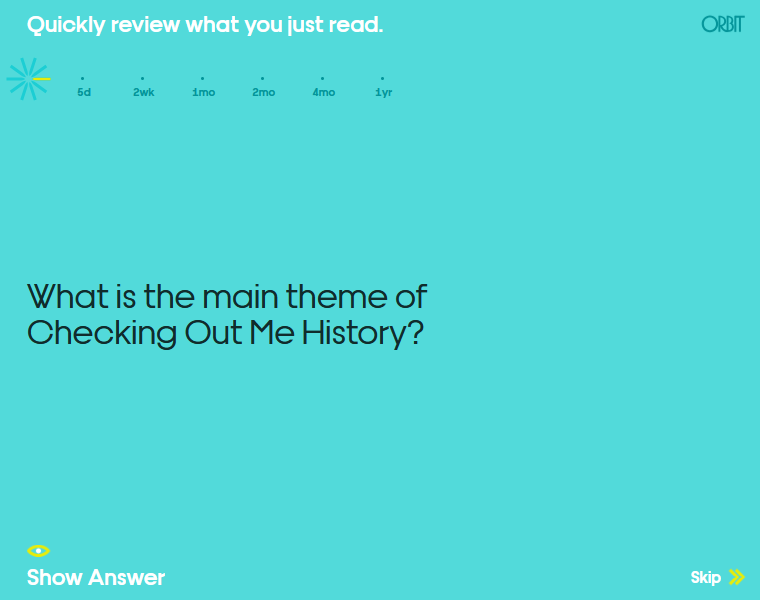 Quickly review what you just read.
ORBIT
5d 2wk 1mo 2mo 4mo 1yr
What is the main theme of
Checking Out Me History?
Show Answer
Skip